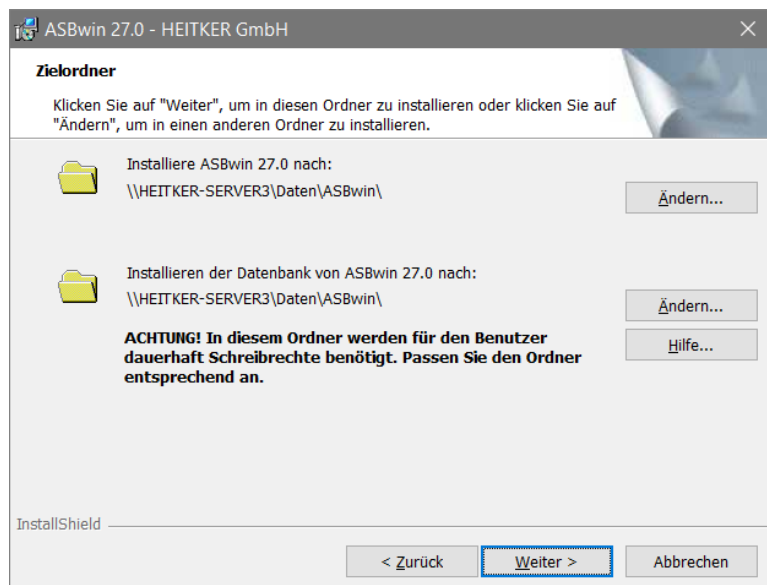 ASBwin 27.0 - HEITKER GmbH
Zielordner
Klicken Sie auf "Weiter", um in diesen Ordner zu installieren oder klicken Sie auf
"Ändern", um in einen anderen Ordner zu installieren.
Installiere ASBwin 27.0 nach:
\\HEITKER-SERVER3\Daten\ASBwin\
Ändern...
Installieren der Datenbank von ASBwin 27.0 nach:
\\HEITKER-SERVER3\Daten\ASBwin\
Ändern...
ACHTUNG! In diesem Ordner werden für den Benutzer
dauerhaft Schreibrechte benötigt. Passen Sie den Ordner
entsprechend an.
Hilfe...
InstallShield
< Zurück
Weiter >
Abbrechen